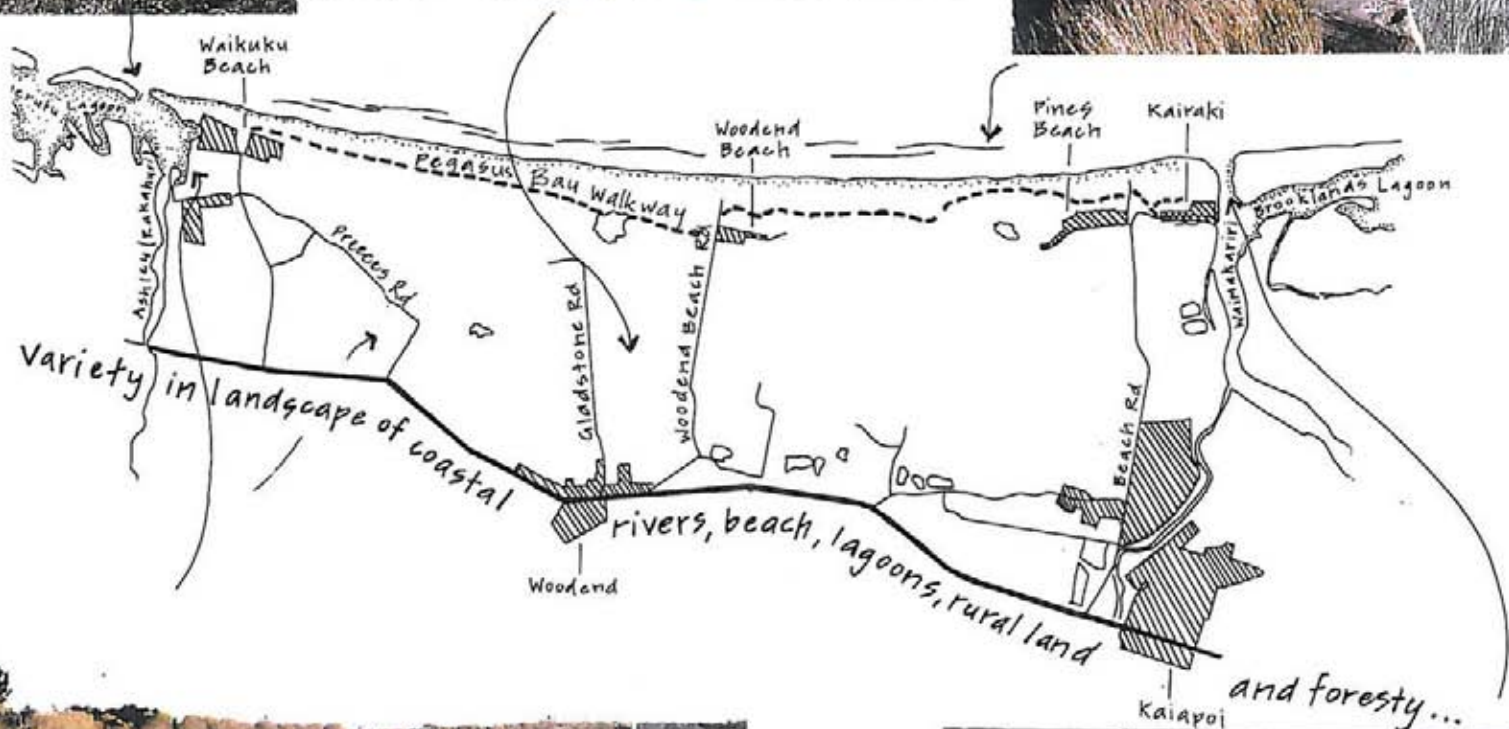 Waikuku
Beach
Woodend
Beach
Pines
Beach
Kairaki
Lagoon
Pegasus Bay Walkway
Brooklands Lagoon
Ashley/Rakahuri
Preeces Rd
Gladstone Rd
Woodend Beach Rd
Beach Rd
Waimakariri
Variety in landscape of coastal rivers, beach, lagoons, rural land and foresty...
Woodend
Kaiapoi